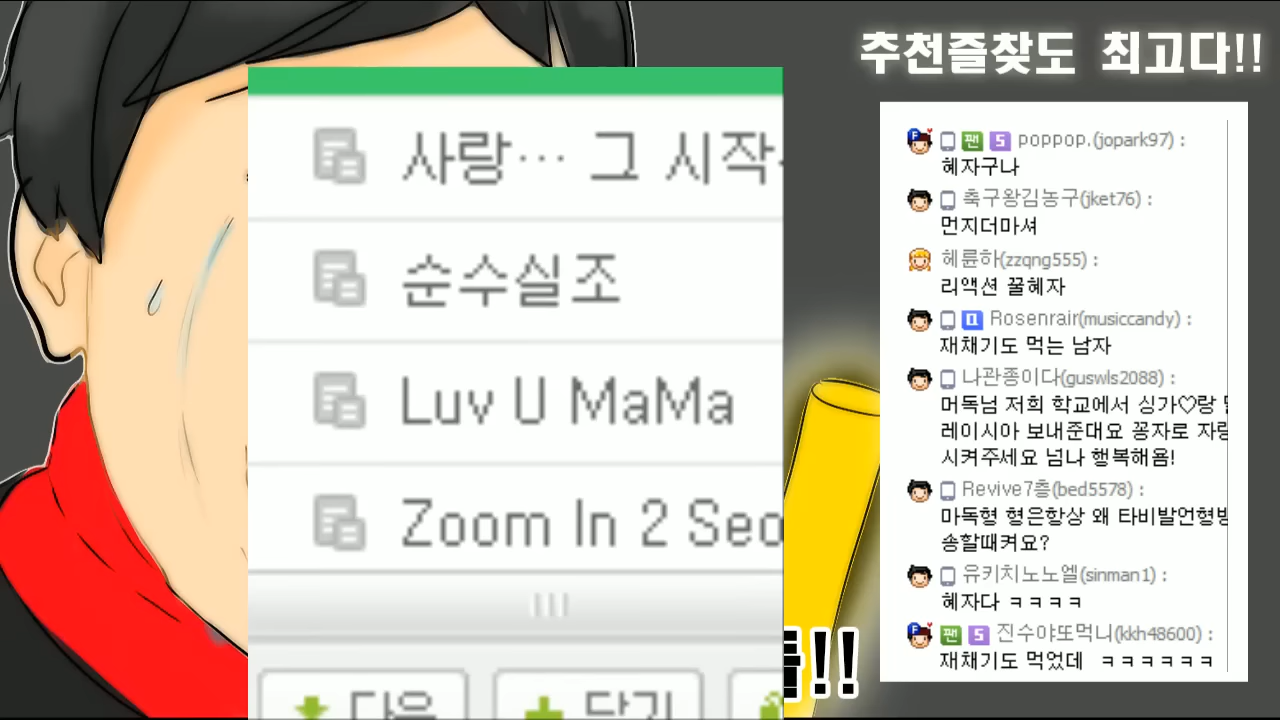 추천즐찾도 최고다!!
사랑… 그 시작
순수실조
Luv U MaMa
Zoom In 2 Seo
다음
담기
!!
팬 S poppop.(jopark97) :
혜자구나
축구왕김농구(jket76) :
먼지더마셔
헤륜하(zzqng555) :
리액션 꿀혜자
Rosenrair(musiccandy) :
재채기도 먹는 남자
나관종이다(guswls2088) :
머독님 저희 학교에서 싱가♡랑
레이시아 보내준대요 꽁자로 자랑
시켜주세요 넘나 행복해욤!
Revive7층(bed5578) :
마독형 형은항상 왜 타비발언형방
송할때켜요?
유키치노노엘(sinman1) :
혜자다 ㅋㅋㅋㅋ
팬 S 진수야또먹니(kkh48600) :
재채기도 먹었데 ㅋㅋㅋㅋㅋㅋ